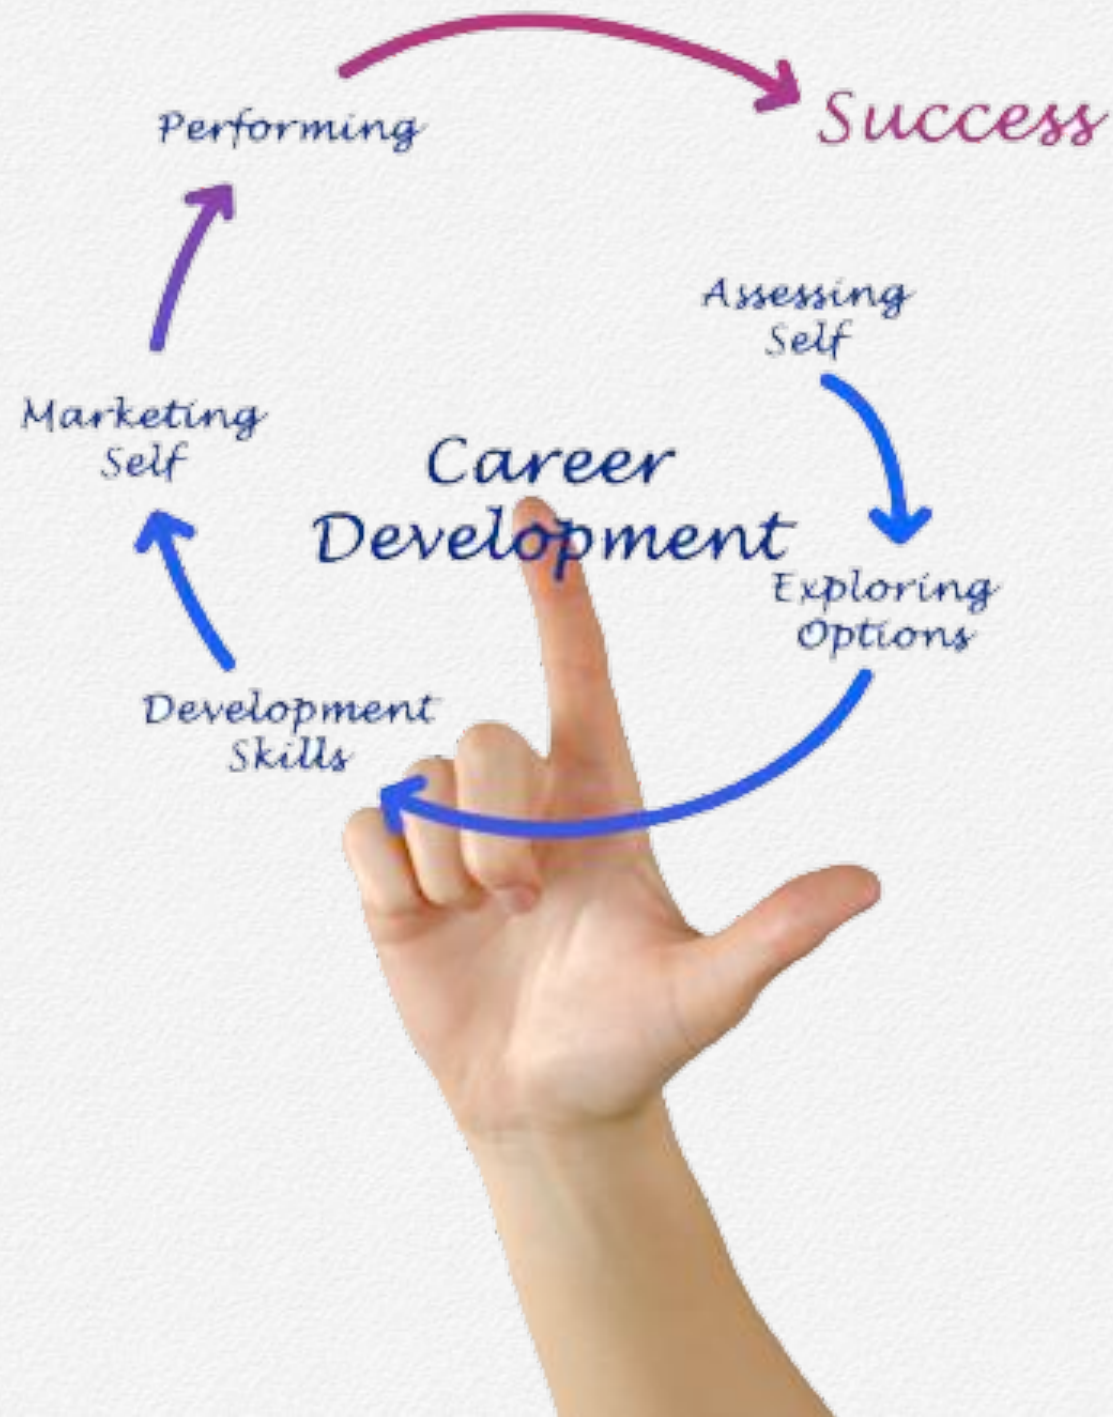 Performing
Success
Assessing
Self
Marketing
Self
Career
Development
Exploring
Options
Development
Skills